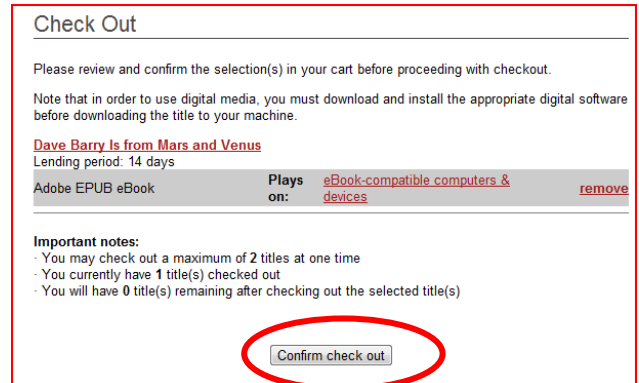 Check Out
Please review and confirm the selection(s) in your cart before proceeding with checkout.
Note that in order to use digital media, you must download and install the appropriate digital software
before downloading the title to your machine.
Dave Barry Is from Mars and Venus
Lending period: 14 days
Adobe EPUB eBook Plays on: eBook-compatible computers & devices remove
Important notes:
· You may check out a maximum of 2 titles at one time
· You currently have 1 title(s) checked out
· You will have 0 title(s) remaining after checking out the selected title(s)
Confirm check out